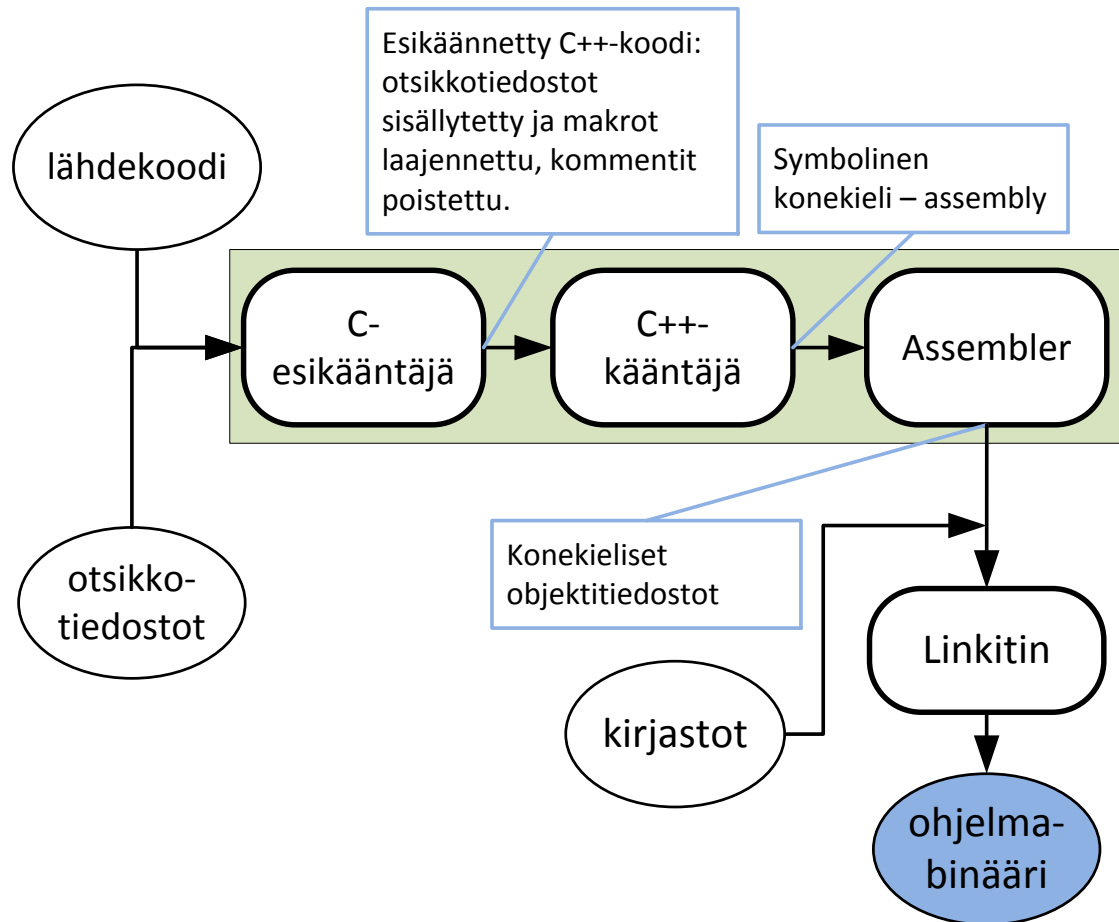 Esikäännetty C++-koodi:
otsikkotiedostot
sisällytetty ja makrot
laajennettu, kommentit
poistettu.
lähdekoodi
Symbolinen
konekieli – assembly
C-
esikääntäjä
C++-
kääntäjä
Assembler
otsikko-
tiedostot
Konekieliset
objektitiedostot
Linkitin
kirjastot
ohjelma-
binääri